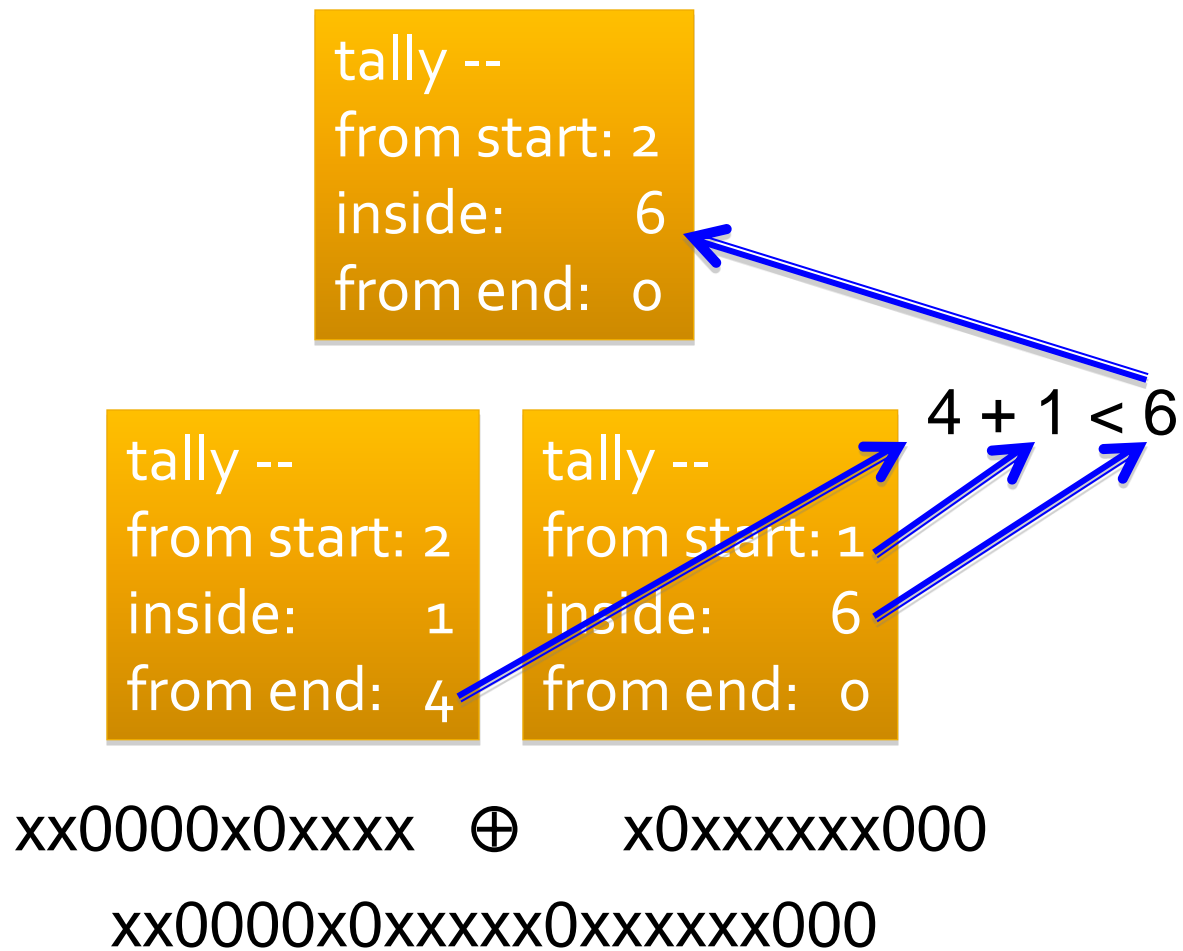 tally --
from start: 2
inside: 6
from end: 0
4 + 1 < 6
tally --
from start: 2
inside: 1
from end: 4
tally --
from start: 1
inside: 6
from end: 0
xx0000x0xxxx ⊕ x0xxxxxx000
xx0000x0xxxxx0xxxxxx000